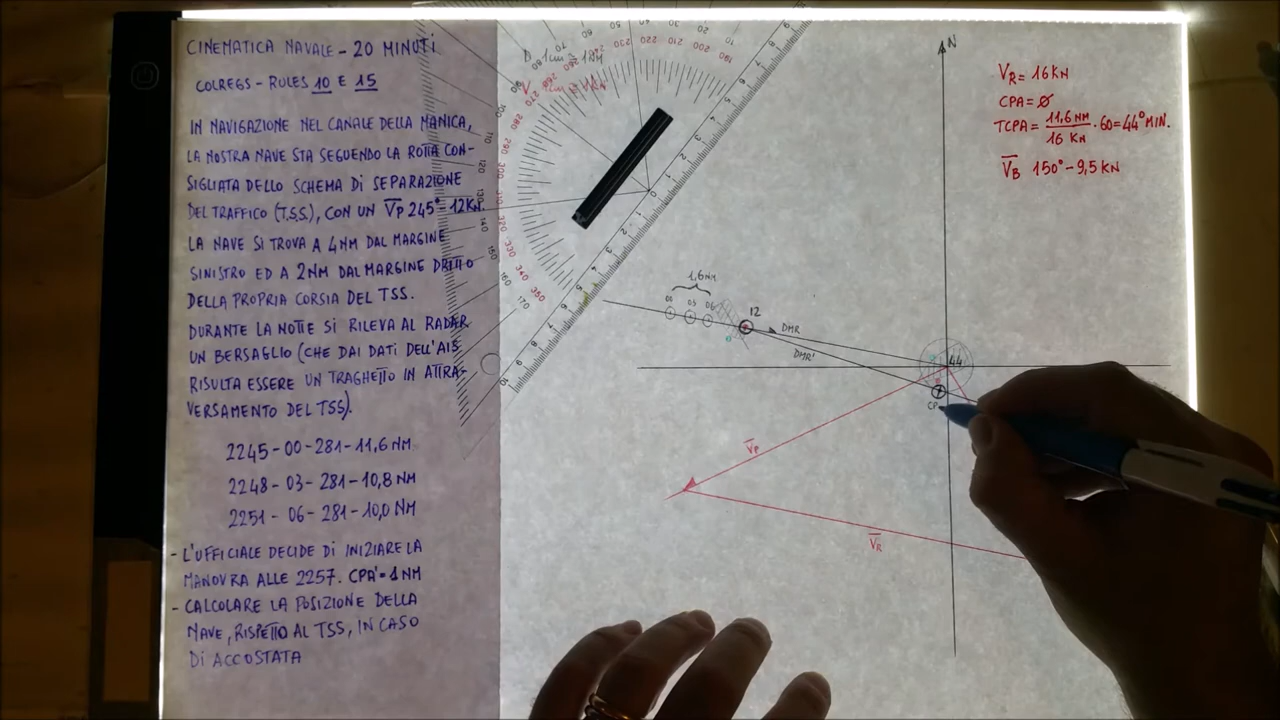 CINEMATICA NAVALE - 20 MINUTI
COLREGS - RULES 10 E 15
IN NAVIGAZIONE NEL CANALE DELLA MANICA,
LA NOSTRA NAVE STA SEGUENDO LA ROTTA CON-
SIGLIATA DELLO SCHEMA DI SEPARAZIONE
DEL TRAFFICO (T.S.S.), CON UN VP 245° - 12KN.
LA NAVE SI TROVA A 4NM DAL MARGINE
SINISTRO ED A 2NM DAL MARGINE DRITTO
DELLA PROPRIA CORSIA DEL TSS.
DURANTE LA NOTTE SI RILEVA AL RADAR
UN BERSAGLIO (CHE DAI DATI DELL'AIS
RISULTA ESSERE UN TRAGHETTO IN ATTRA-
VERSAMENTO DEL TSS).
2245 - 00 - 281 - 11,6 NM
2248 - 03 - 281 - 10,8 NM
2251 - 06 - 281 - 10,0 NM
- L'UFFICIALE DECIDE DI INIZIARE LA
MANOVRA ALLE 2257. CPA' = 1 NM
- CALCOLARE LA POSIZIONE DELLA
NAVE, RISPETTO AL TSS, IN CASO
DI ACCOSTATA
N
VR = 16 KN
CPA = Ø
TCPA = 11,6 NM / 16 KN · 60 = 44° MIN.
VB 150° - 9,5 KN
1,6NM
00 03 06
12
DMR
DMR'
44
CP
VP
VR